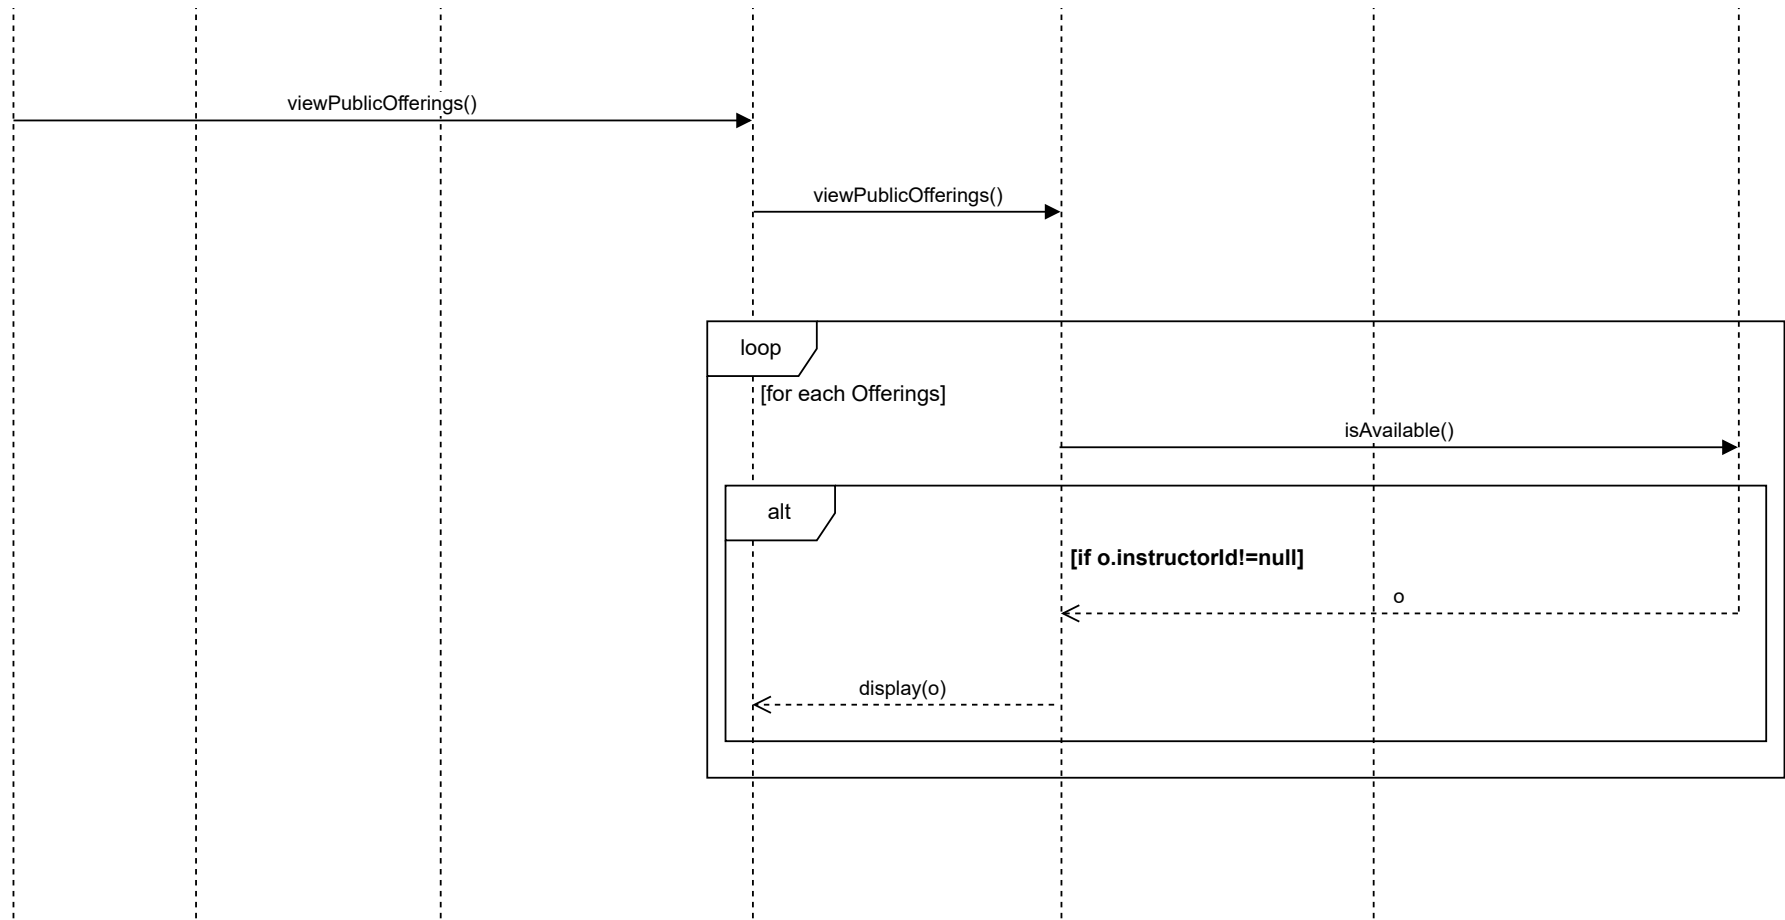 viewPublicOfferings()
viewPublicOfferings()
loop
[for each Offerings]
isAvailable()
alt
[if o.instructorId!=null]
o
display(o)